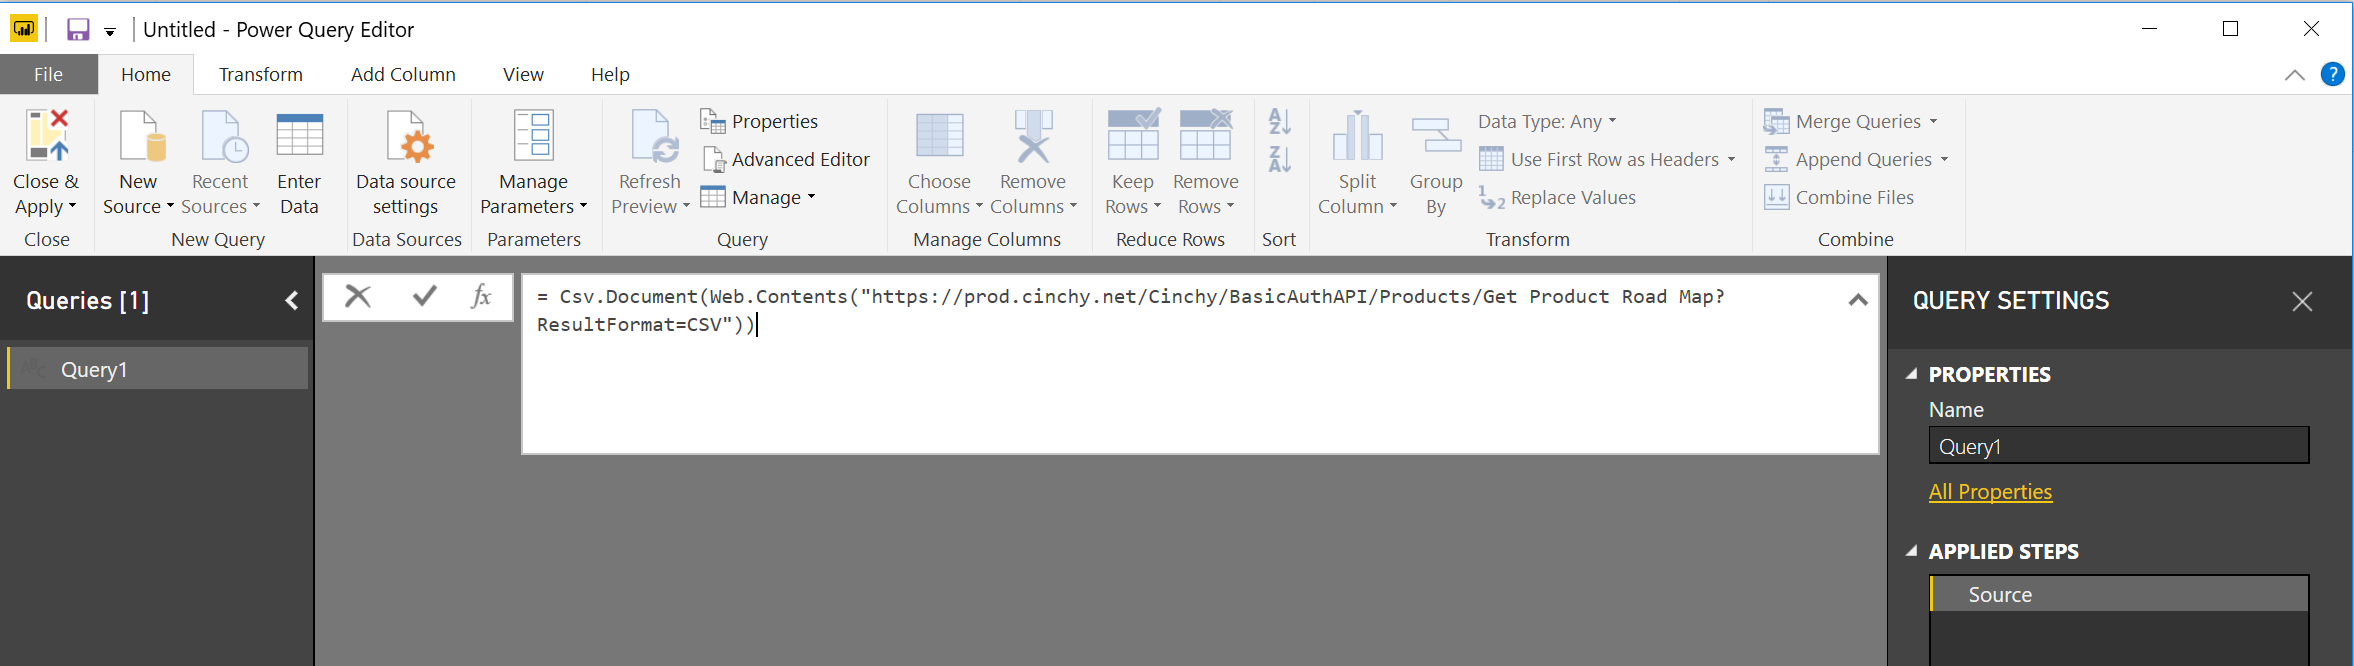 Untitled - Power Query Editor
File Home Transform Add Column View Help
?
Close &
Apply
Close
New
Source
Recent
Sources
Enter
Data
New Query
Data source
settings
Data Sources
Manage
Parameters
Parameters
Refresh
Preview
Properties
Advanced Editor
Manage
Query
Choose
Columns
Remove
Columns
Manage Columns
Keep
Rows
Remove
Rows
Reduce Rows
A
Z
Z
A
Sort
Split
Column
Group
By
Data Type: Any
Use First Row as Headers
1
2
Replace Values
Transform
Merge Queries
Append Queries
Combine Files
Combine
Queries [1]
Query1
fx
= Csv.Document(Web.Contents("https://prod.cinchy.net/Cinchy/BasicAuthAPI/Products/Get Product Road Map?
ResultFormat=CSV"))
QUERY SETTINGS
PROPERTIES
Name
Query1
All Properties
APPLIED STEPS
Source